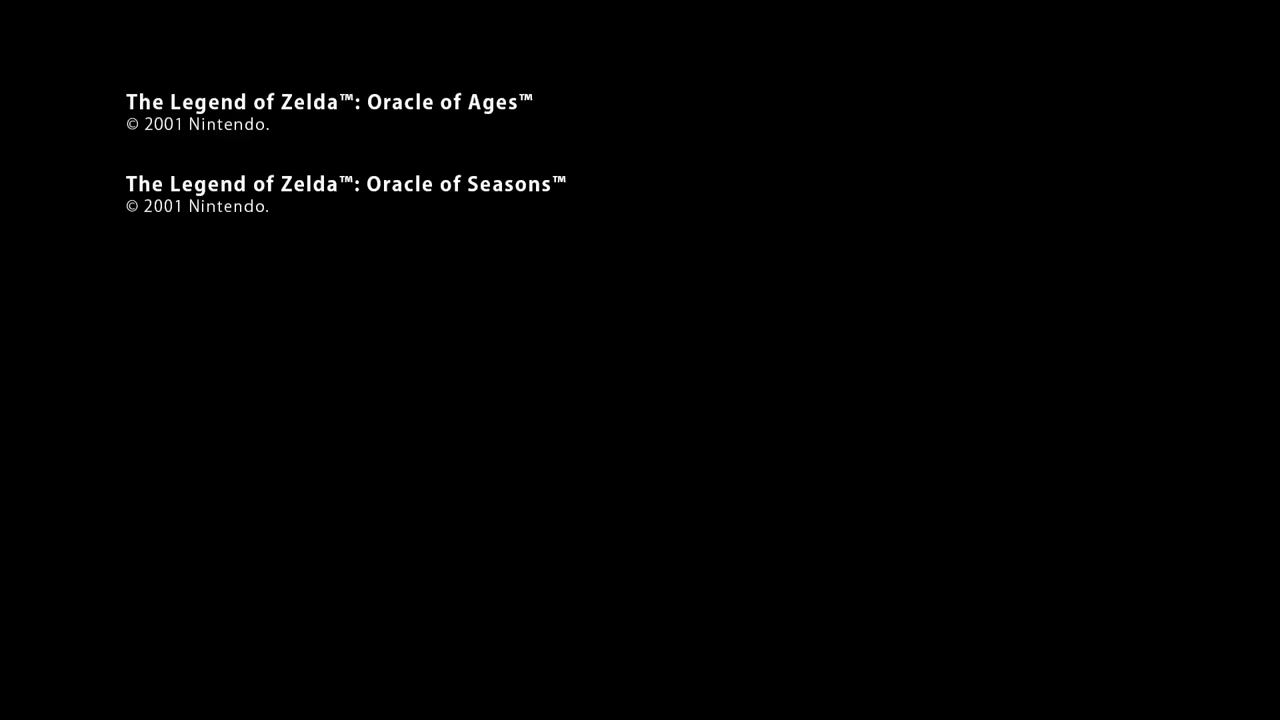 The Legend of Zelda™: Oracle of Ages™
© 2001 Nintendo.
The Legend of Zelda™: Oracle of Seasons™
© 2001 Nintendo.